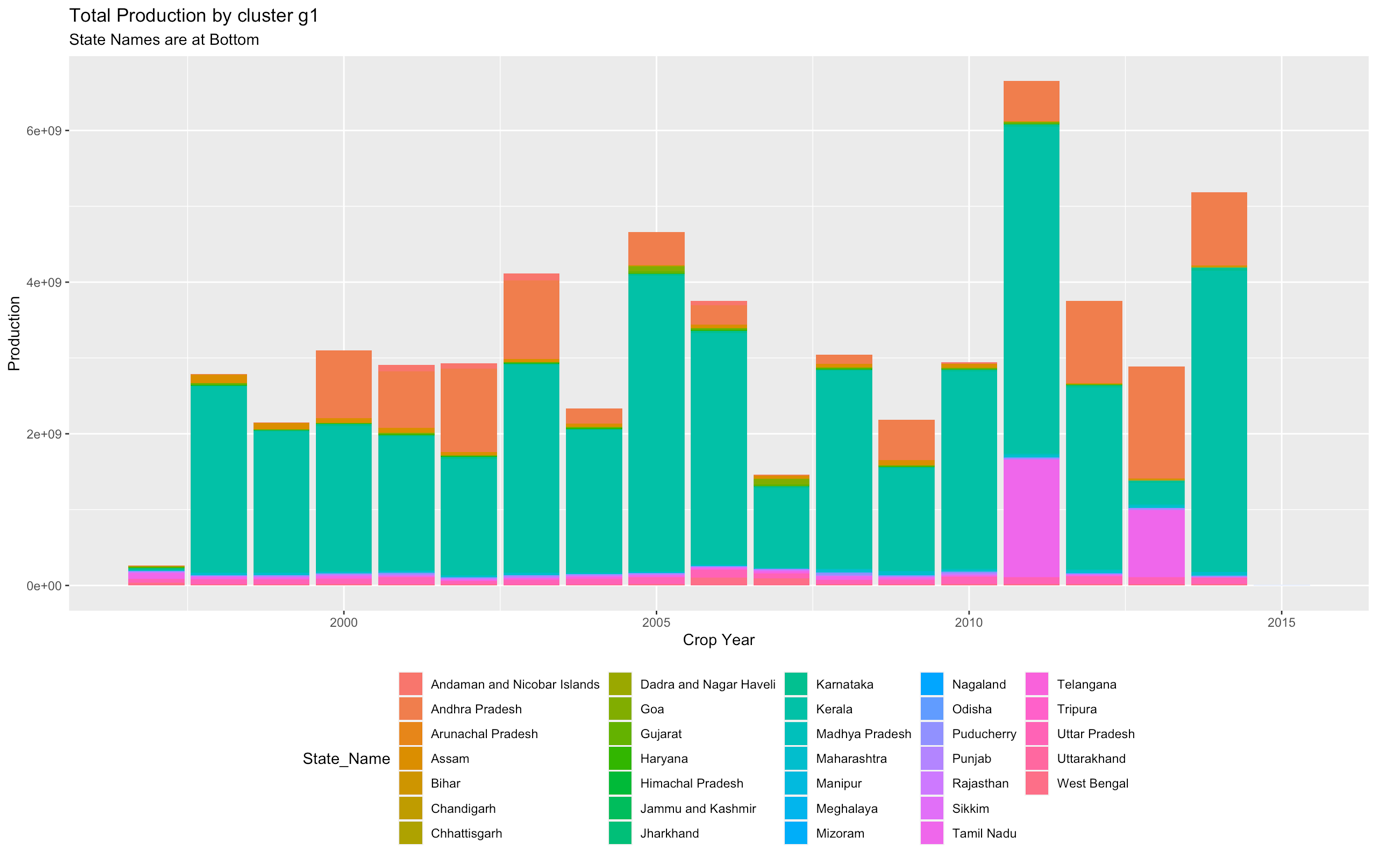 Total Production by cluster g1
State Names are at Bottom
Production
6e+09
4e+09
2e+09
0e+00
2000
2005
2010
2015
Crop Year
State_Name
Andaman and Nicobar Islands
Andhra Pradesh
Arunachal Pradesh
Assam
Bihar
Chandigarh
Chhattisgarh
Dadra and Nagar Haveli
Goa
Gujarat
Haryana
Himachal Pradesh
Jammu and Kashmir
Jharkhand
Karnataka
Kerala
Madhya Pradesh
Maharashtra
Manipur
Meghalaya
Mizoram
Nagaland
Odisha
Puducherry
Punjab
Rajasthan
Sikkim
Tamil Nadu
Telangana
Tripura
Uttar Pradesh
Uttarakhand
West Bengal